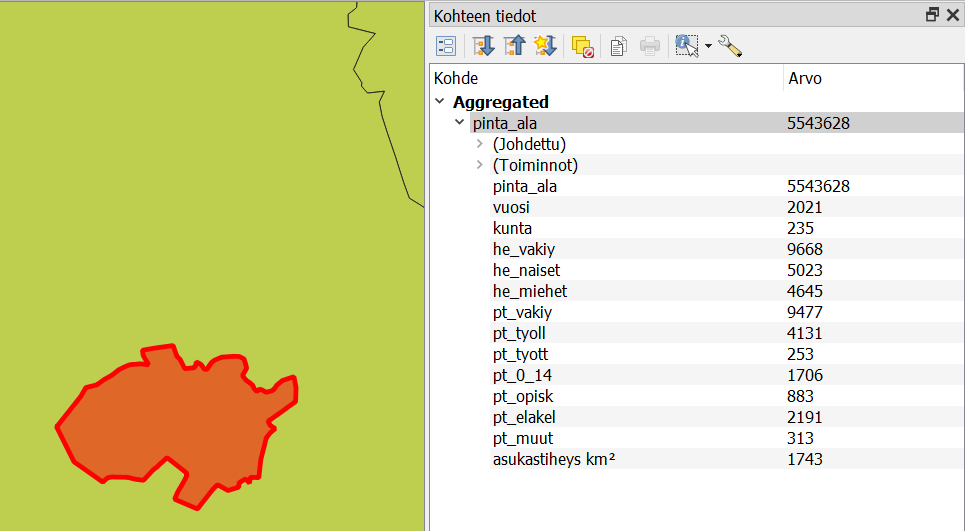 Kohteen tiedot
Kohde Arvo
Aggregated
pinta_ala 5543628
(Johdettu)
(Toiminnot)
pinta_ala 5543628
vuosi 2021
kunta 235
he_vakiy 9668
he_naiset 5023
he_miehet 4645
pt_vakiy 9477
pt_tyoll 4131
pt_tyott 253
pt_0_14 1706
pt_opisk 883
pt_elakel 2191
pt_muut 313
asukastiheys km² 1743